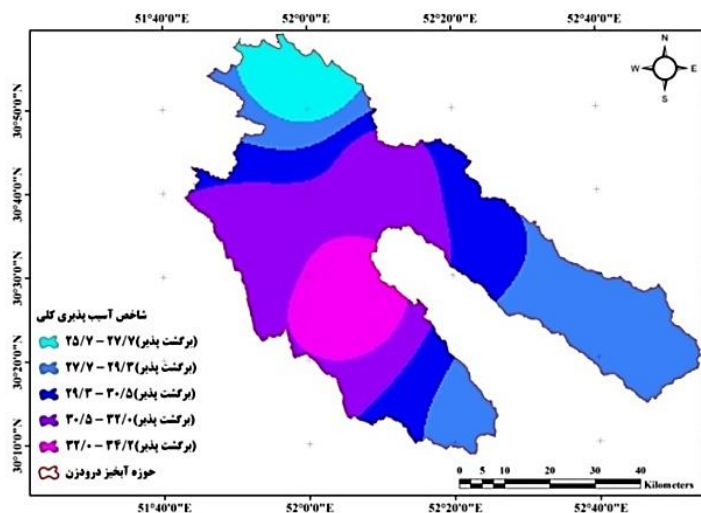 51°40'0"E 52°0'0"E 52°20'0"E 52°40'0"E
N
W E
S
30°50'0"N
30°40'0"N
30°30'0"N
30°20'0"N
30°10'0"N
شاخص آسیب پذیری کلی
۲۵/۷ – ۲۷/۷ (برگشت پذیر)
۲۷/۷ – ۲۹/۳ (برگشت پذیر)
۲۹/۳ – ۳۰/۵ (برگشت پذیر)
۳۰/۵ – ۳۲/۰ (برگشت پذیر)
۳۲/۰ – ۳۴/۲ (برگشت پذیر)
حوزه آبخیز درودزن
0 5 10 20 30 40
Kilometers
51°40'0"E 52°0'0"E 52°20'0"E 52°40'0"E